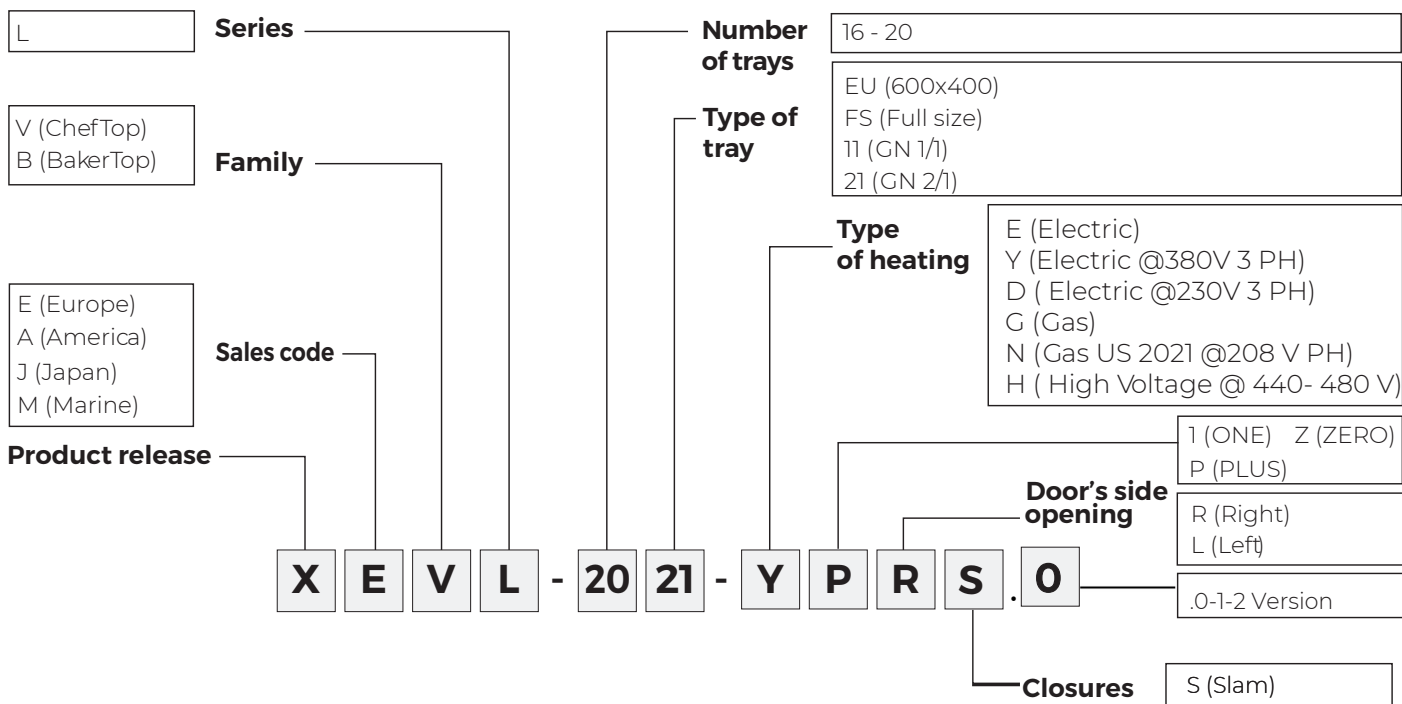 L
Series
V (ChefTop)
B (BakerTop)
Family
E (Europe)
A (America)
J (Japan)
M (Marine)
Sales code
Product release
Number
of trays
16 - 20
Type of
tray
EU (600x400)
FS (Full size)
11 (GN 1/1)
21 (GN 2/1)
Type
of heating
E (Electric)
Y (Electric @380V 3 PH)
D ( Electric @230V 3 PH)
G (Gas)
N (Gas US 2021 @208 V PH)
H ( High Voltage @ 440- 480 V)
1 (ONE) Z (ZERO)
P (PLUS)
Door's side
opening
R (Right)
L (Left)
X E V L - 20 21 - Y P R S . 0
.0-1-2 Version
Closures
S (Slam)